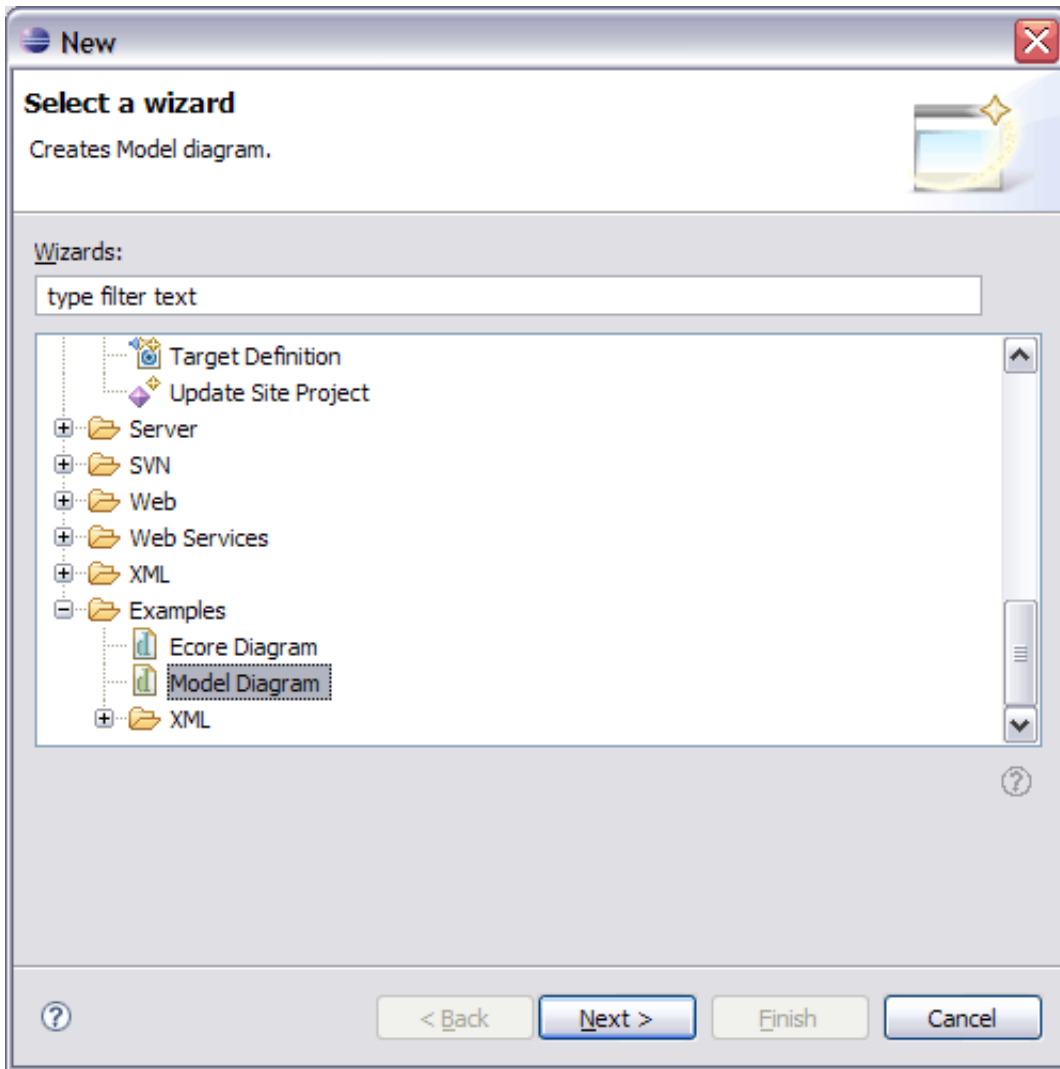 New
Select a wizard
Creates Model diagram.
Wizards:
type filter text
Target Definition
Update Site Project
Server
SVN
Web
Web Services
XML
Examples
Ecore Diagram
Model Diagram
XML
< Back Next > Finish Cancel